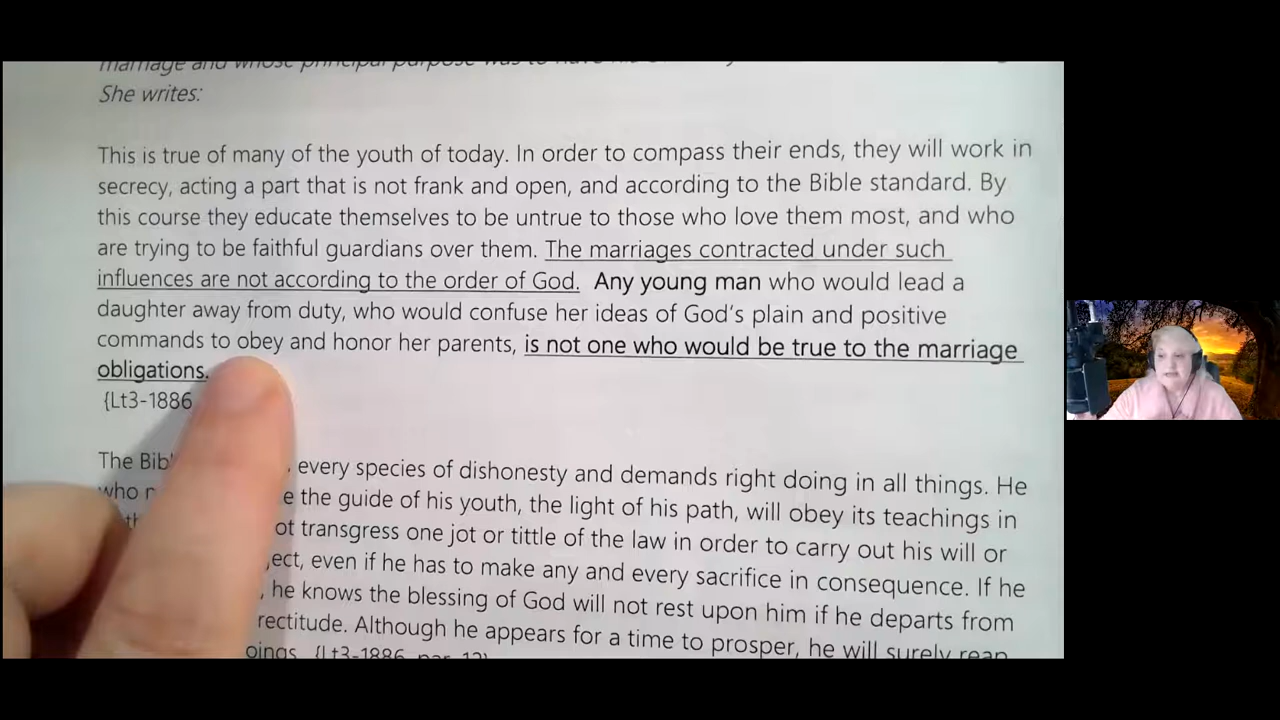 She writes:
This is true of many of the youth of today. In order to compass their ends, they will work in
secrecy, acting a part that is not frank and open, and according to the Bible standard. By
this course they educate themselves to be untrue to those who love them most, and who
are trying to be faithful guardians over them. The marriages contracted under such
influences are not according to the order of God. Any young man who would lead a
daughter away from duty, who would confuse her ideas of God's plain and positive
commands to obey and honor her parents, is not one who would be true to the marriage
obligations.
{Lt3-1886
The every species of dishonesty and demands right doing in all things. He
who the guide of his youth, the light of his path, will obey its teachings in
transgress one jot or tittle of the law in order to carry out his will or
even if he has to make any and every sacrifice in consequence. If he
he knows the blessing of God will not rest upon him if he departs from
rectitude. Although he appears for a time to prosper, he will surely reap